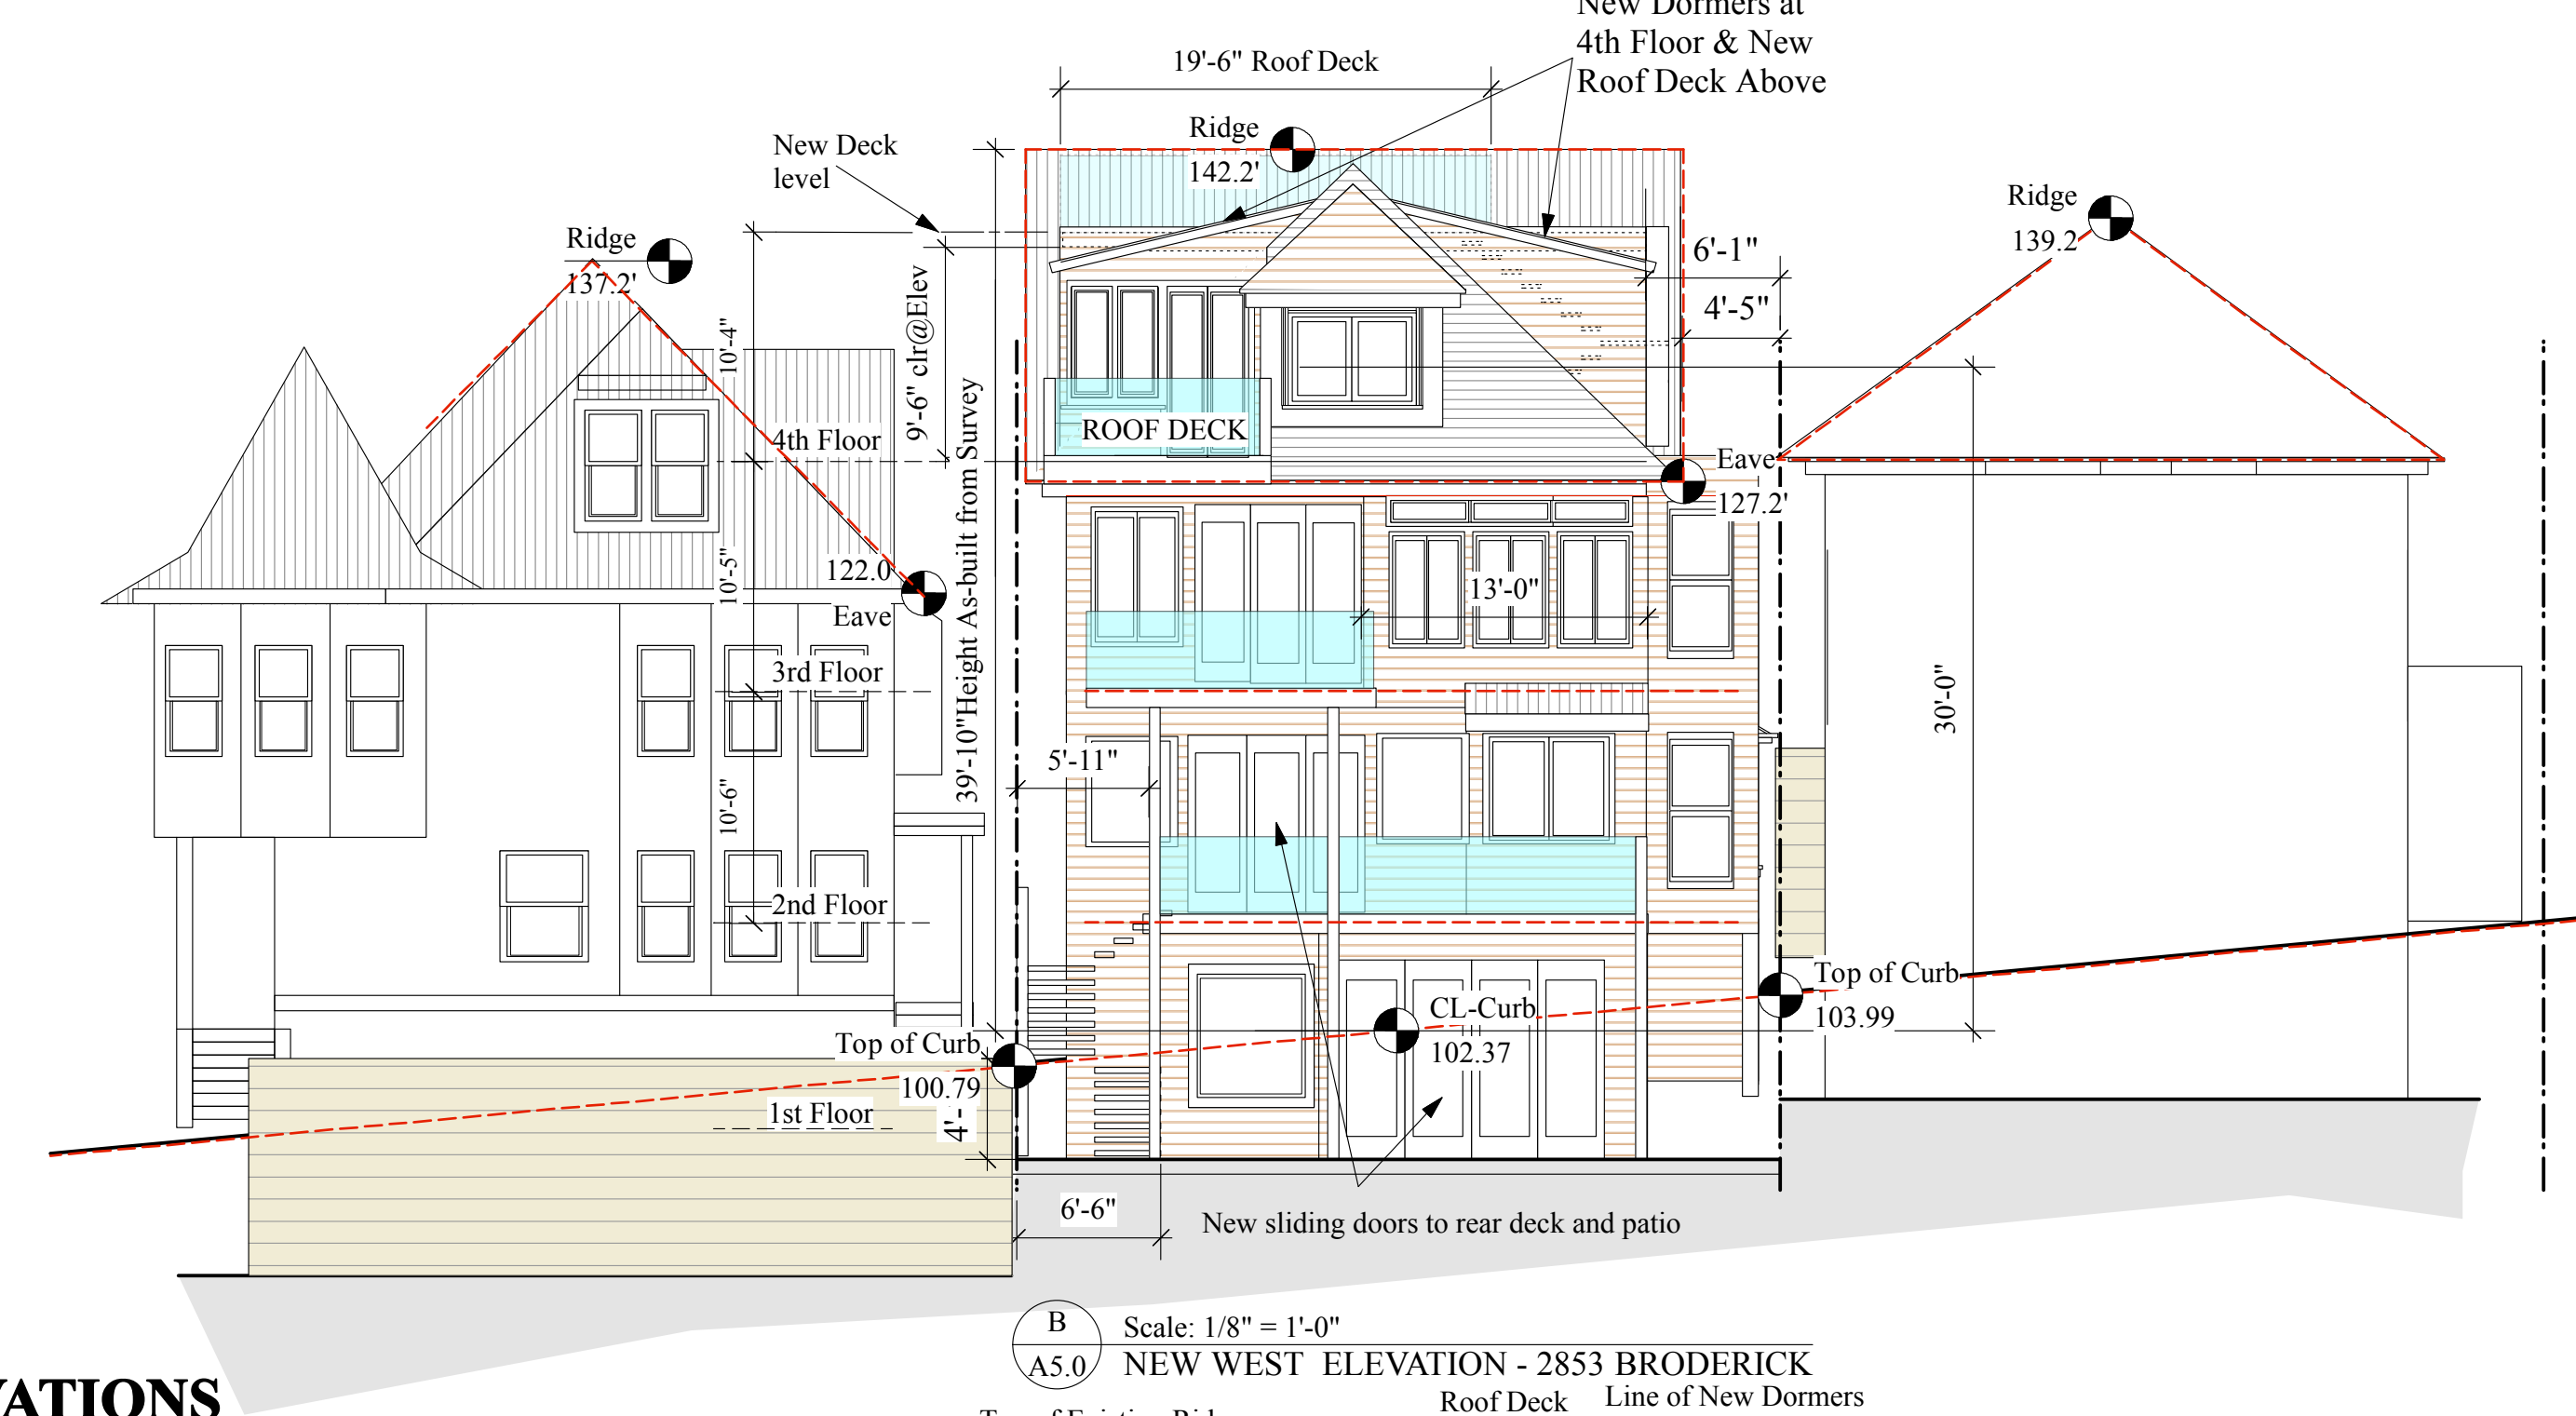 New Dormers at
4th Floor & New
Roof Deck Above
19'-6" Roof Deck
Ridge
142.2'
New Deck
level
Ridge
137.2'
Ridge
139.2
6'-1"
4'-5"
10'-4"
9'-6" clr@Elev
4th Floor
ROOF DECK
Eave
127.2'
39'-10"Height As-built from Survey
122.0
Eave
10'-5"
13'-0"
3rd Floor
30'-0"
5'-11"
10'-6"
2nd Floor
Top of Curb
103.99
CL-Curb
102.37
Top of Curb
100.79
1st Floor
6'-6"
New sliding doors to rear deck and patio
B
A5.0
Scale: 1/8" = 1'-0"
NEW WEST ELEVATION - 2853 BRODERICK
Roof Deck
Line of New Dormers